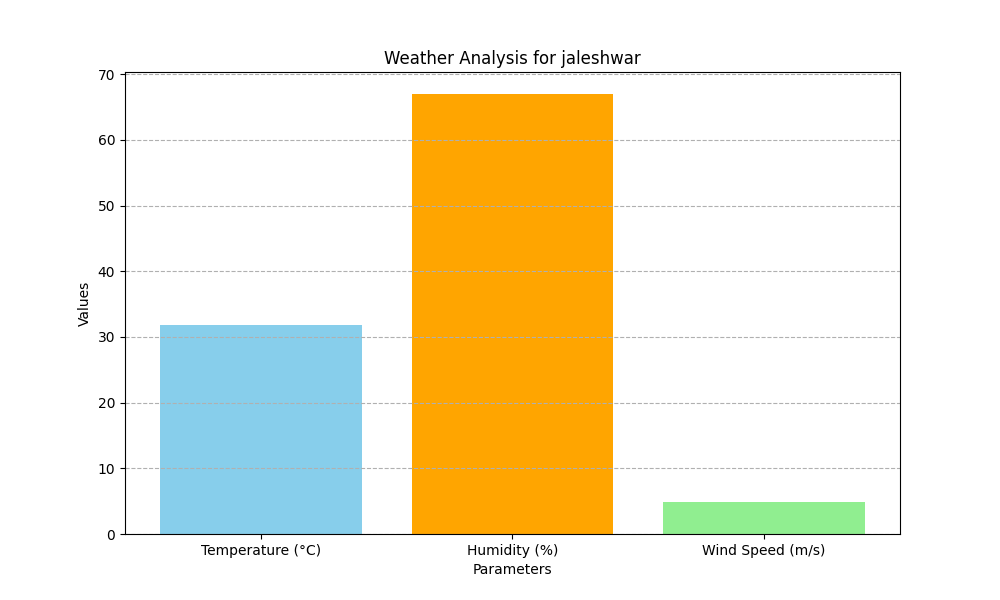 Weather Analysis for jaleshwar
70
60
50
40
30
20
10
0
Values
Temperature (°C) Humidity (%) Wind Speed (m/s)
Parameters